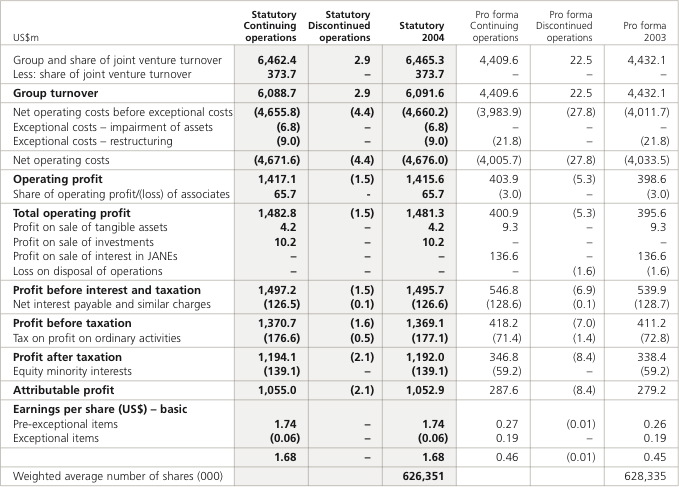 US$m Statutory Continuing operations Statutory Discontinued operations Statutory 2004 Pro forma Continuing operations Pro forma Discontinued operations Pro forma 2003
Group and share of joint venture turnover 6,462.4 2.9 6,465.3 4,409.6 22.5 4,432.1
Less: share of joint venture turnover 373.7 – 373.7 – – –
Group turnover 6,088.7 2.9 6,091.6 4,409.6 22.5 4,432.1
Net operating costs before exceptional costs (4,655.8) (4.4) (4,660.2) (3,983.9) (27.8) (4,011.7)
Exceptional costs – impairment of assets (6.8) – (6.8) – – –
Exceptional costs – restructuring (9.0) – (9.0) (21.8) – (21.8)
Net operating costs (4,671.6) (4.4) (4,676.0) (4,005.7) (27.8) (4,033.5)
Operating profit 1,417.1 (1.5) 1,415.6 403.9 (5.3) 398.6
Share of operating profit/(loss) of associates 65.7 - 65.7 (3.0) – (3.0)
Total operating profit 1,482.8 (1.5) 1,481.3 400.9 (5.3) 395.6
Profit on sale of tangible assets 4.2 – 4.2 9.3 – 9.3
Profit on sale of investments 10.2 – 10.2 – – –
Profit on sale of interest in JANEs – – – 136.6 – 136.6
Loss on disposal of operations – – – – (1.6) (1.6)
Profit before interest and taxation 1,497.2 (1.5) 1,495.7 546.8 (6.9) 539.9
Net interest payable and similar charges (126.5) (0.1) (126.6) (128.6) (0.1) (128.7)
Profit before taxation 1,370.7 (1.6) 1,369.1 418.2 (7.0) 411.2
Tax on profit on ordinary activities (176.6) (0.5) (177.1) (71.4) (1.4) (72.8)
Profit after taxation 1,194.1 (2.1) 1,192.0 346.8 (8.4) 338.4
Equity minority interests (139.1) – (139.1) (59.2) – (59.2)
Attributable profit 1,055.0 (2.1) 1,052.9 287.6 (8.4) 279.2
Earnings per share (US$) – basic
Pre-exceptional items 1.74 – 1.74 0.27 (0.01) 0.26
Exceptional items (0.06) – (0.06) 0.19 – 0.19
1.68 – 1.68 0.46 (0.01) 0.45
Weighted average number of shares (000) 626,351 628,335